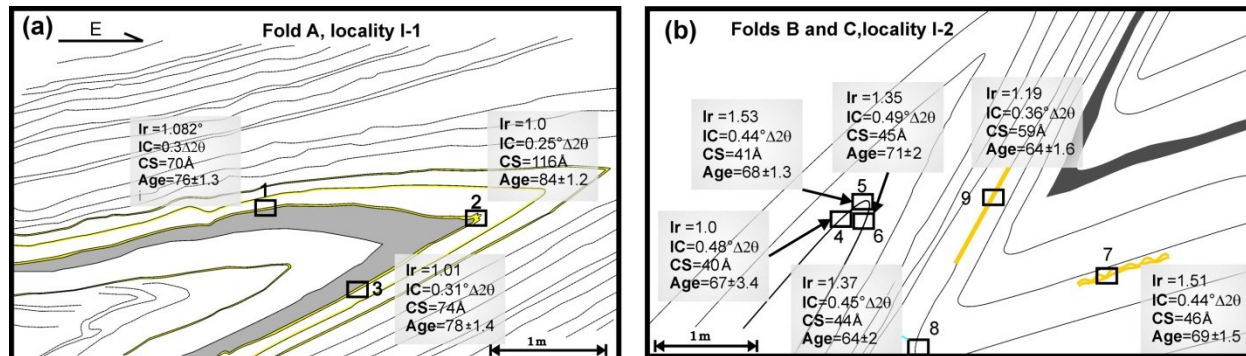 (a)
E
Fold A, locality I-1
Ir =1.082°
IC=0.3Δ2θ
CS=70Å
Age=76±1.3
i
1
Ir =1.0
IC=0.25°Δ2θ
CS=116Å
Age=84±1.2
2
3
Ir =1.01
IC=0.31°Δ2θ
CS=74Å
Age=78±1.4
1m
(b)
Folds B and C,locality I-2
Ir =1.53
IC=0.44°Δ2θ
CS=41Å
Age=68±1.3
Ir =1.35
IC=0.49°Δ2θ
CS=45Å
Age=71±2
Ir =1.19
IC=0.36°Δ2θ
CS=59Å
Age=64±1.6
5
4
6
9
7
8
Ir =1.0
IC=0.48°Δ2θ
CS=40Å
Age=67±3.4
Ir =1.37
IC=0.45°Δ2θ
CS=44Å
Age=64±2
Ir =1.51
IC=0.44°Δ2θ
CS=46Å
Age=69±1.5
1m